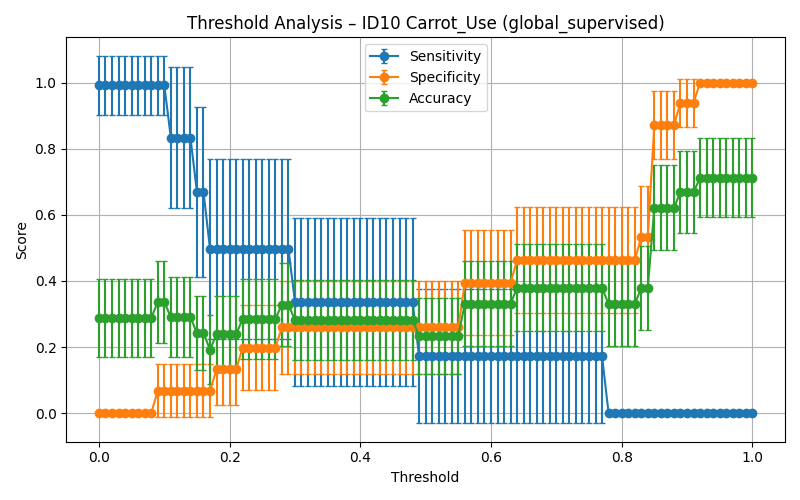 Threshold Analysis – ID10 Carrot_Use (global_supervised)
Sensitivity
Specificity
Accuracy
Score
1.0
0.8
0.6
0.4
0.2
0.0
0.0 0.2 0.4 0.6 0.8 1.0
Threshold